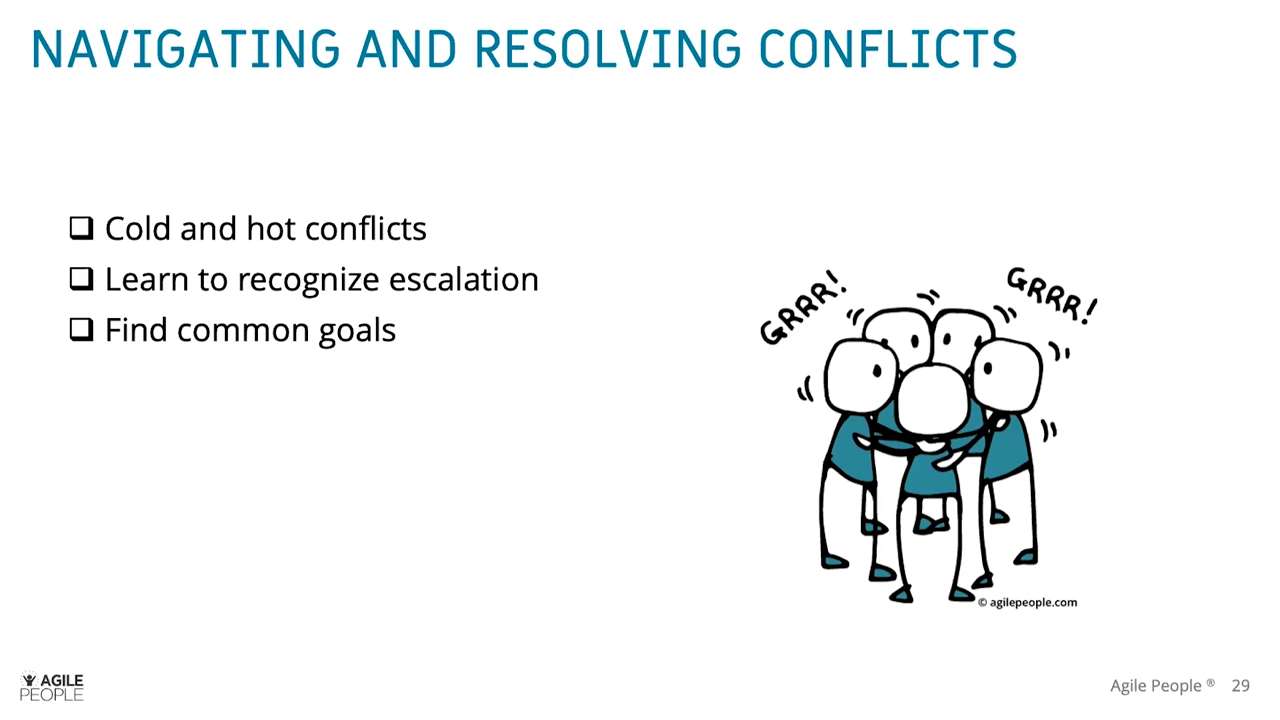 NAVIGATING AND RESOLVING CONFLICTS
Cold and hot conflicts
Learn to recognize escalation
Find common goals
GRRR!
GRRR!
© agilepeople.com
AGILE
PEOPLE
Agile People ® 29